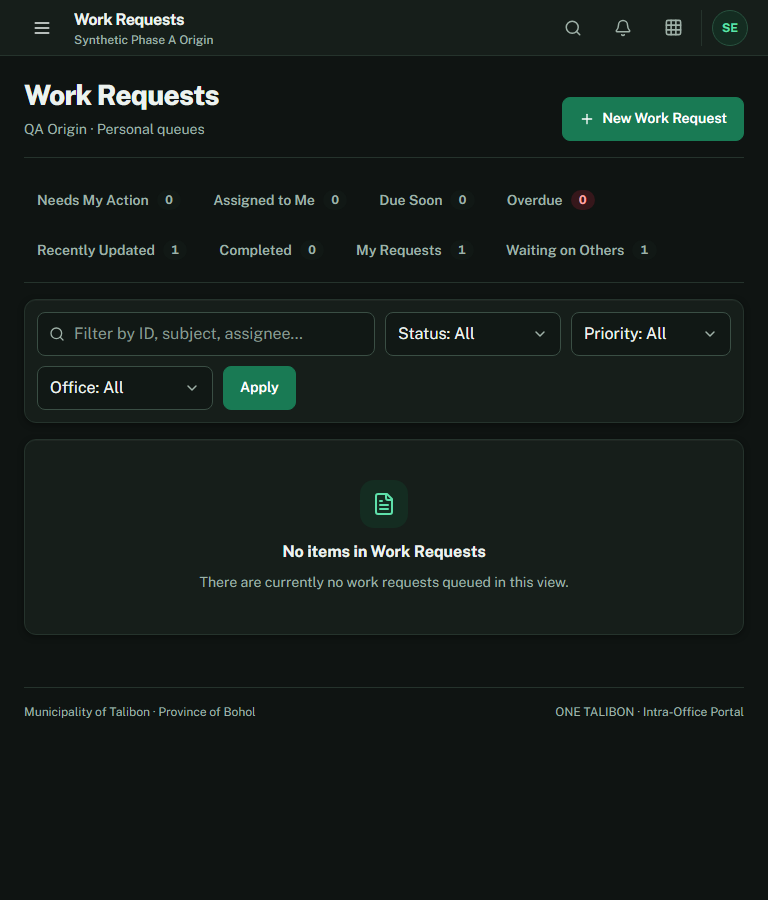 Work Requests
Synthetic Phase A Origin
SE
Work Requests
QA Origin · Personal queues
New Work Request
Needs My Action 0 Assigned to Me 0 Due Soon 0 Overdue 0
Recently Updated 1 Completed 0 My Requests 1 Waiting on Others 1
Filter by ID, subject, assignee... Status: All Priority: All
Office: All Apply
No items in Work Requests
There are currently no work requests queued in this view.
Municipality of Talibon · Province of Bohol ONE TALIBON · Intra-Office Portal